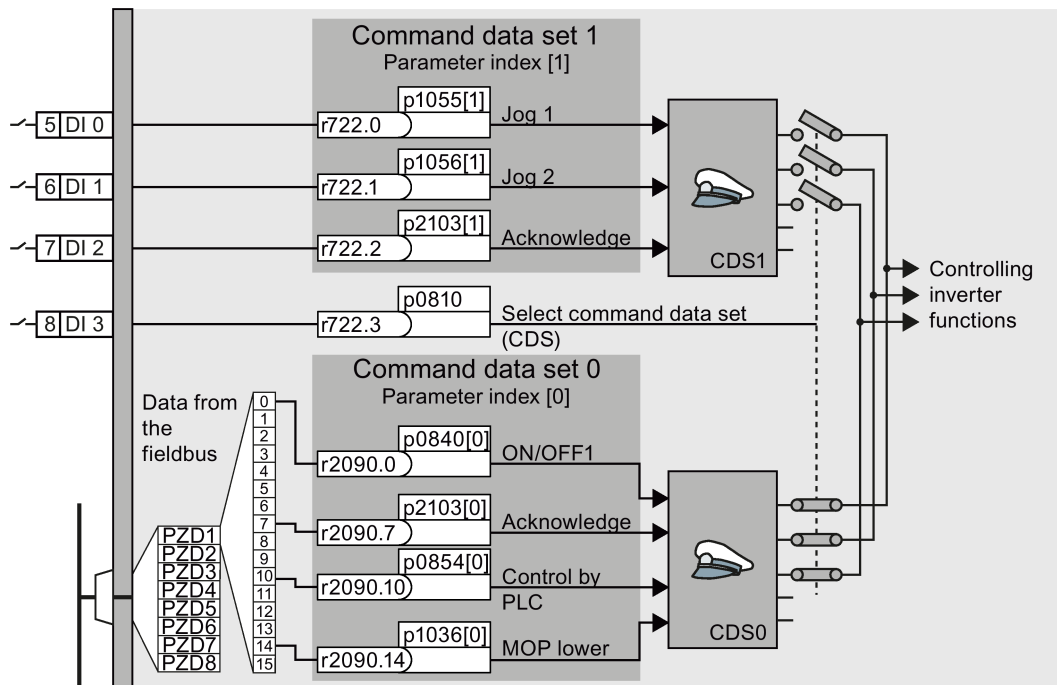 Command data set 1
Parameter index [1]
5 DI 0
r722.0
p1055[1]
Jog 1
6 DI 1
r722.1
p1056[1]
Jog 2
7 DI 2
r722.2
p2103[1]
Acknowledge
CDS1
8 DI 3
r722.3
p0810
Select command data set
(CDS)
Controlling
inverter
functions
Command data set 0
Parameter index [0]
Data from
the
fieldbus
PZD1
PZD2
PZD3
PZD4
PZD5
PZD6
PZD7
PZD8
0
1
2
3
4
5
6
7
8
9
10
11
12
13
14
15
r2090.0
p0840[0]
ON/OFF1
r2090.7
p2103[0]
Acknowledge
r2090.10
p0854[0]
Control by
PLC
r2090.14
p1036[0]
MOP lower
CDS0